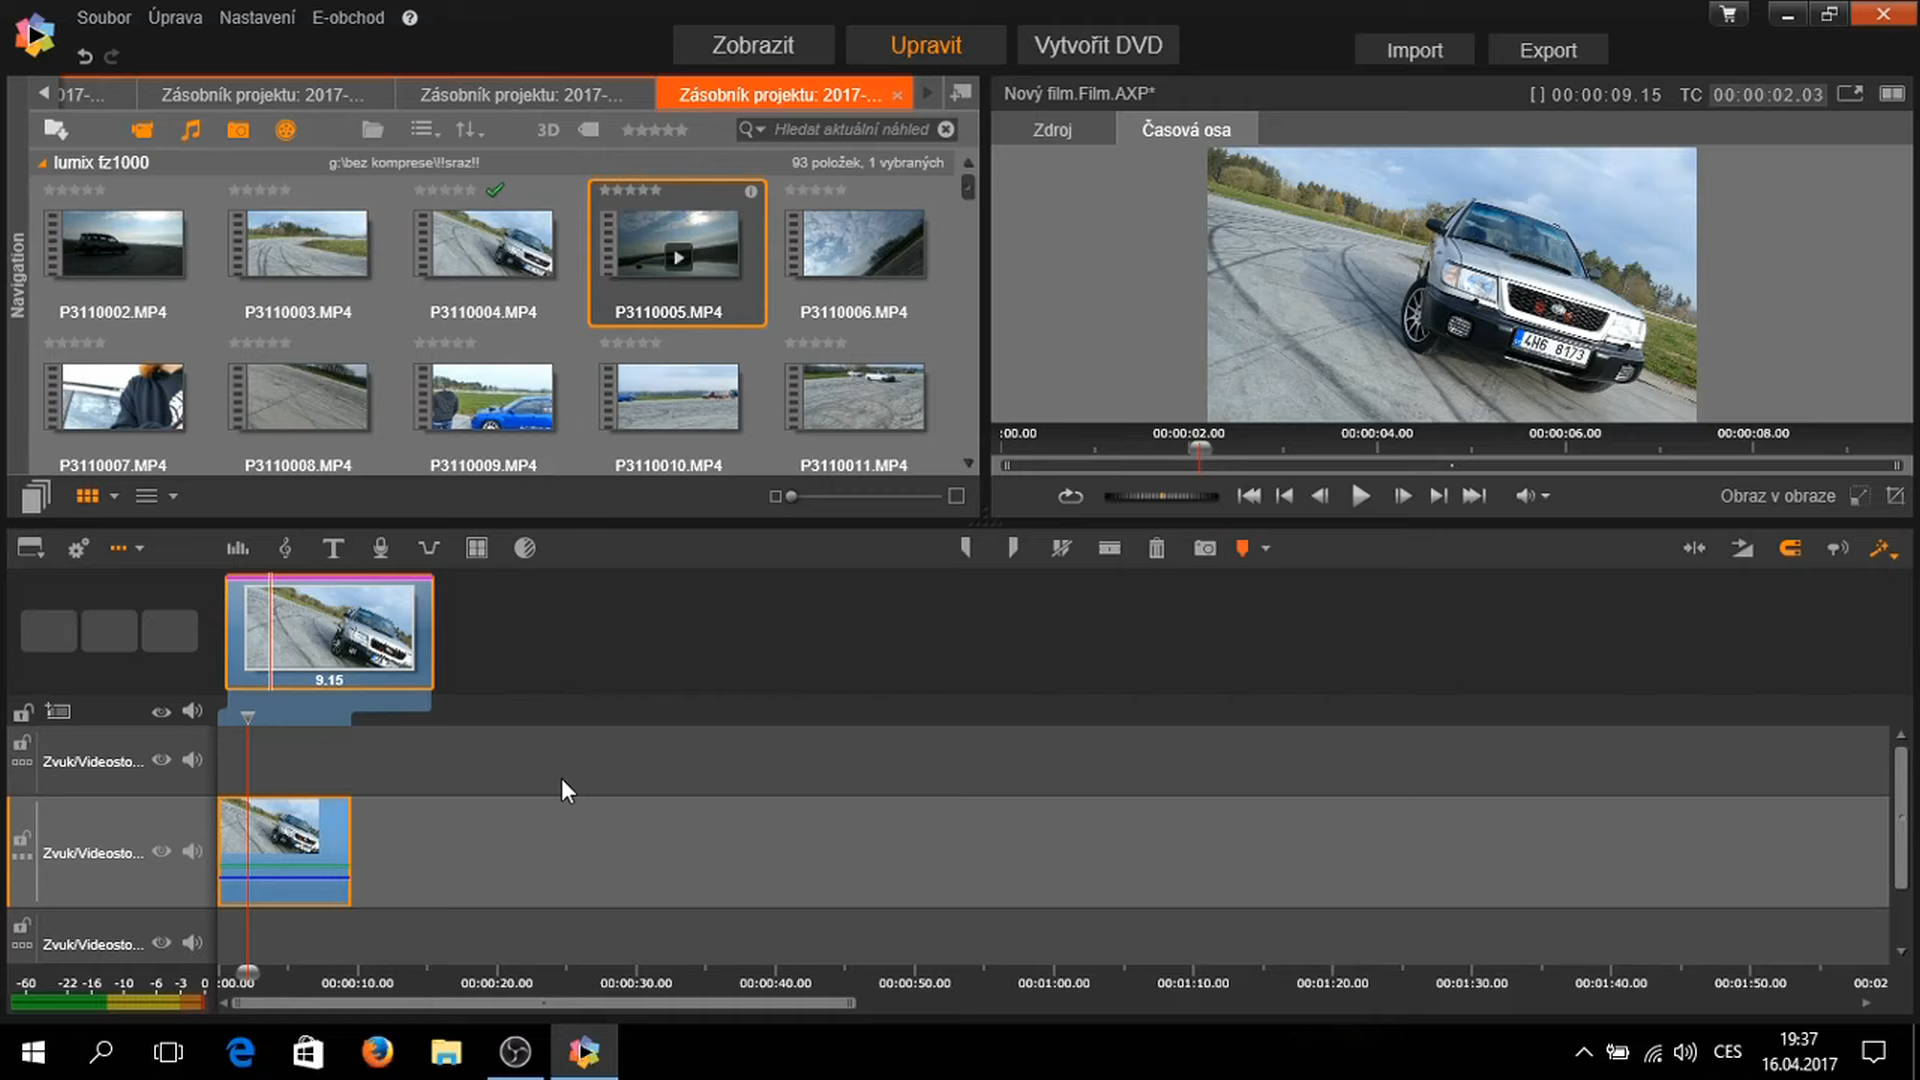 Soubor Úprava Nastavení E-obchod ?
Zobrazit Upravit Vytvořit DVD
Import Export
017-... Zásobník projektu: 2017-... Zásobník projektu: 2017-... Zásobník projektu: 2017-... ×
Nový film.Film.AXP* [ ] 00:00:09.15 TC 00:00:02.03
3D Hledat aktuální náhled
Zdroj Časová osa
Navigation
lumix fz1000 g:\bez komprese\!!sraz!! 93 položek, 1 vybraných
P3110002.MP4 P3110003.MP4 P3110004.MP4 P3110005.MP4 P3110006.MP4
P3110007.MP4 P3110008.MP4 P3110009.MP4 P3110010.MP4 P3110011.MP4
4H6 8173
:00.00 00:00:02.00 00:00:04.00 00:00:06.00 00:00:08.00
Obraz v obraze
9.15
Zvuk/Videosto...
Zvuk/Videosto...
Zvuk/Videosto...
-60 -22 -16 -10 -6 -3 0
:00.00 00:00:10.00 00:00:20.00 00:00:30.00 00:00:40.00 00:00:50.00 00:01:00.00 00:01:10.00 00:01:20.00 00:01:30.00 00:01:40.00 00:01:50.00 00:02
CES
19:37
16.04.2017